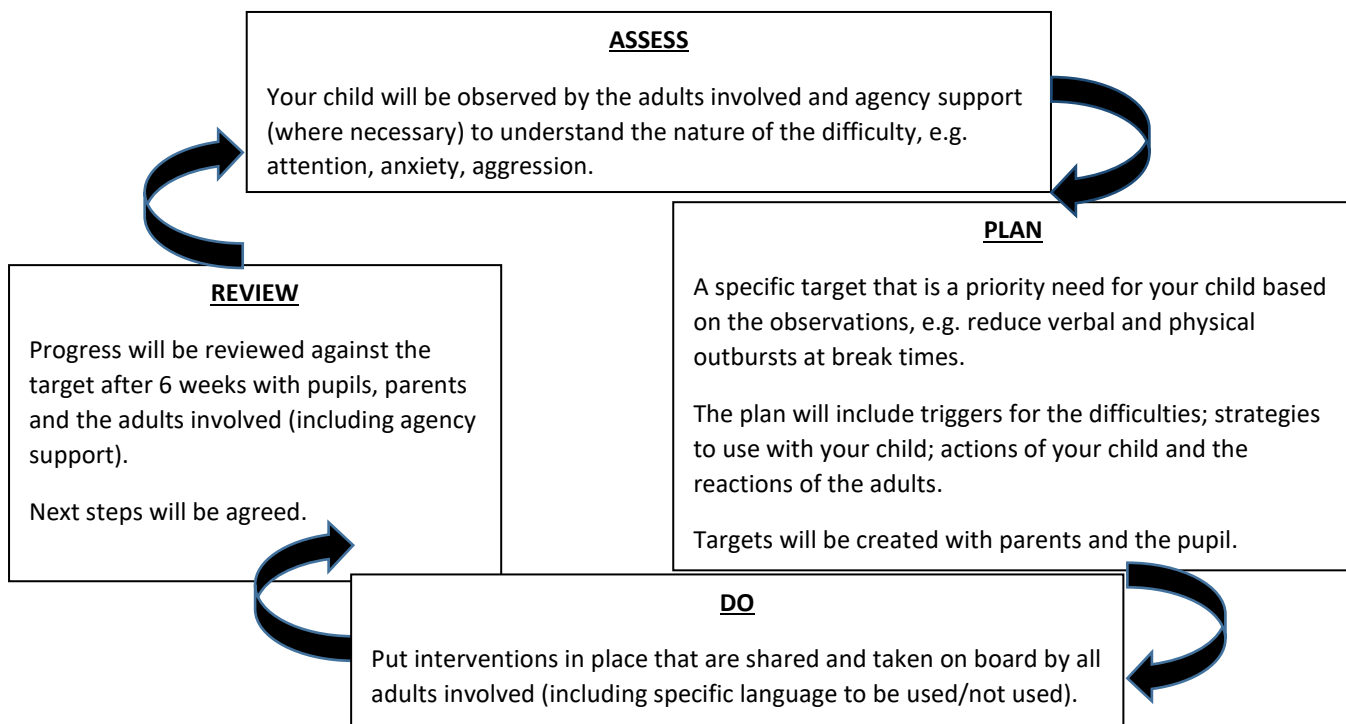 ASSESS
Your child will be observed by the adults involved and agency support
(where necessary) to understand the nature of the difficulty, e.g.
attention, anxiety, aggression.
PLAN
A specific target that is a priority need for your child based
on the observations, e.g. reduce verbal and physical
outbursts at break times.
The plan will include triggers for the difficulties; strategies
to use with your child; actions of your child and the
reactions of the adults.
Targets will be created with parents and the pupil.
DO
Put interventions in place that are shared and taken on board by all
adults involved (including specific language to be used/not used).
REVIEW
Progress will be reviewed against the
target after 6 weeks with pupils, parents
and the adults involved (including agency
support).
Next steps will be agreed.